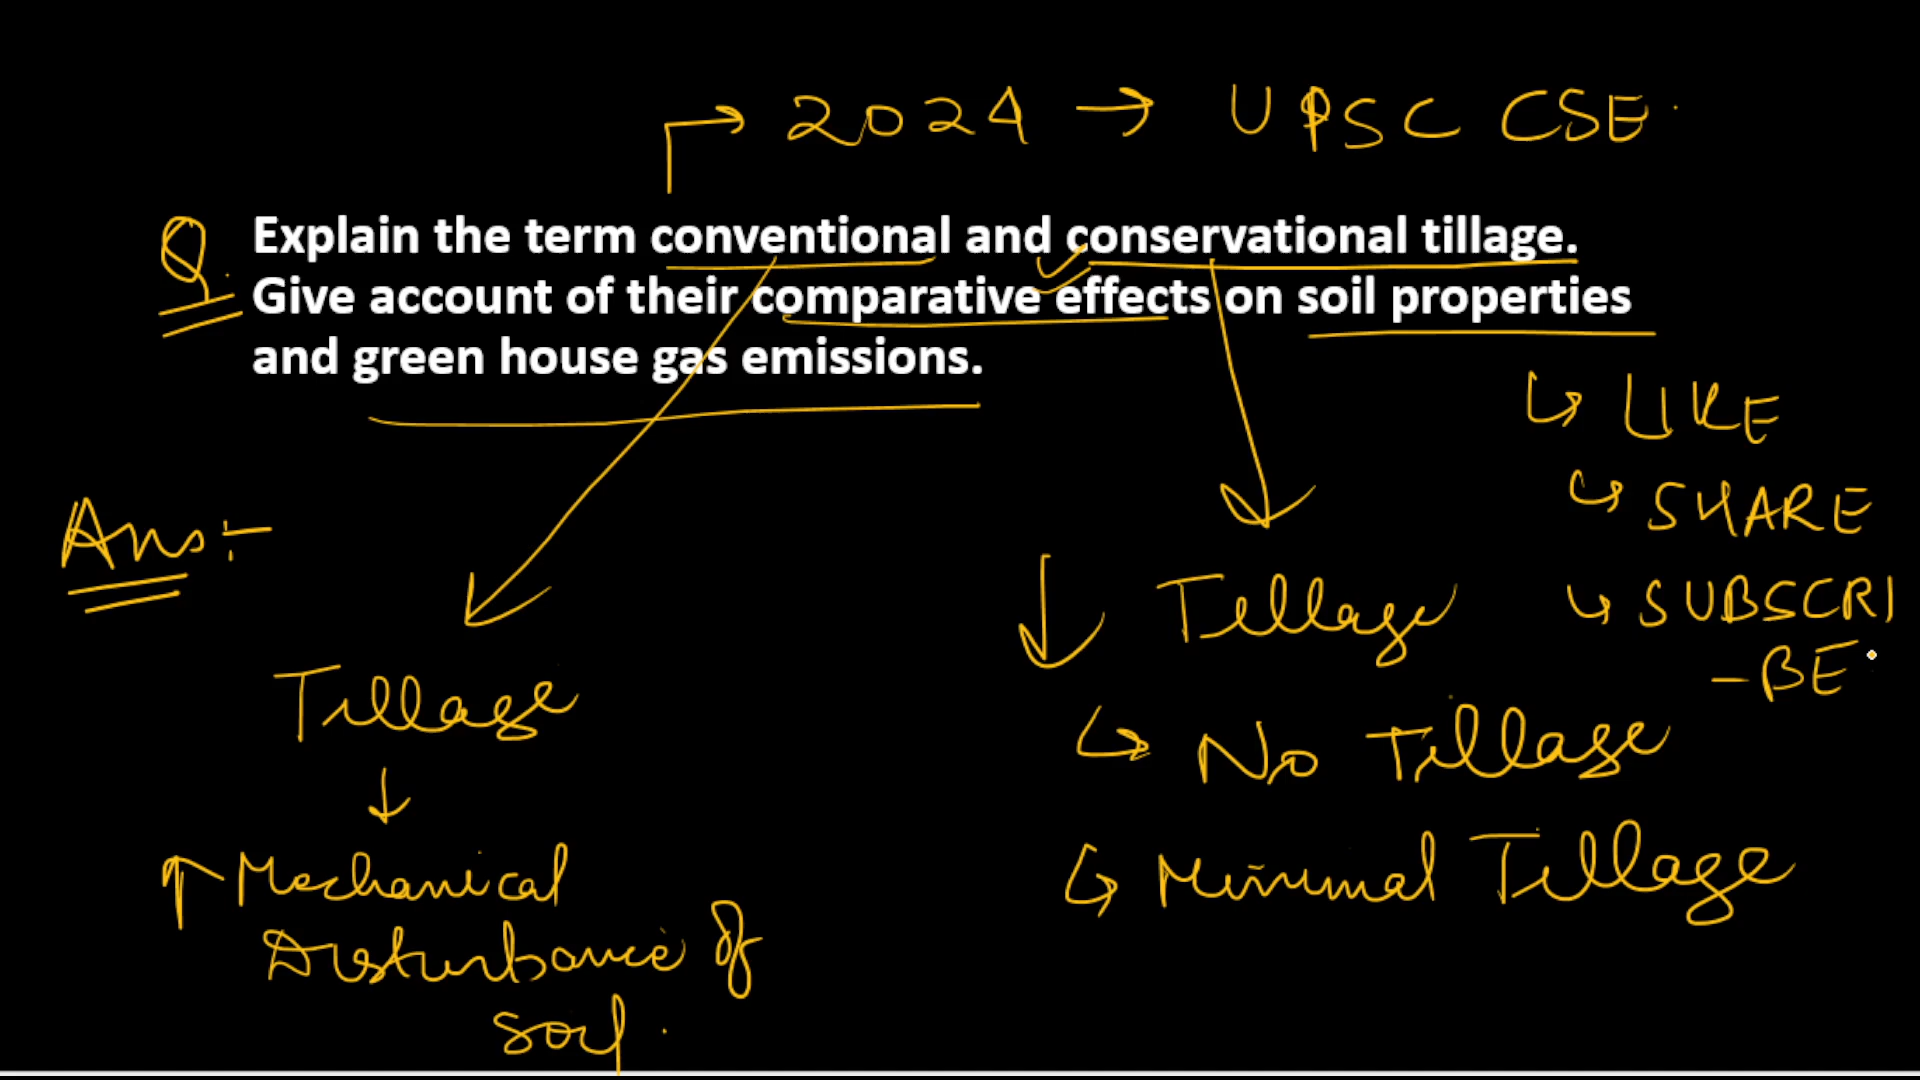 2024 → UPSC CSE.
Q Explain the term conventional and conservational tillage.
Give account of their comparative effects on soil properties
and green house gas emissions.
↳ LIKE
↳ SHARE
↳ SUBSCRI
-BE
Ans:-
↓ Tillage
Tillage
↳ No Tillage
↓
↑ Mechanical
Disturbance of
soil.
↳ Minimal Tillage